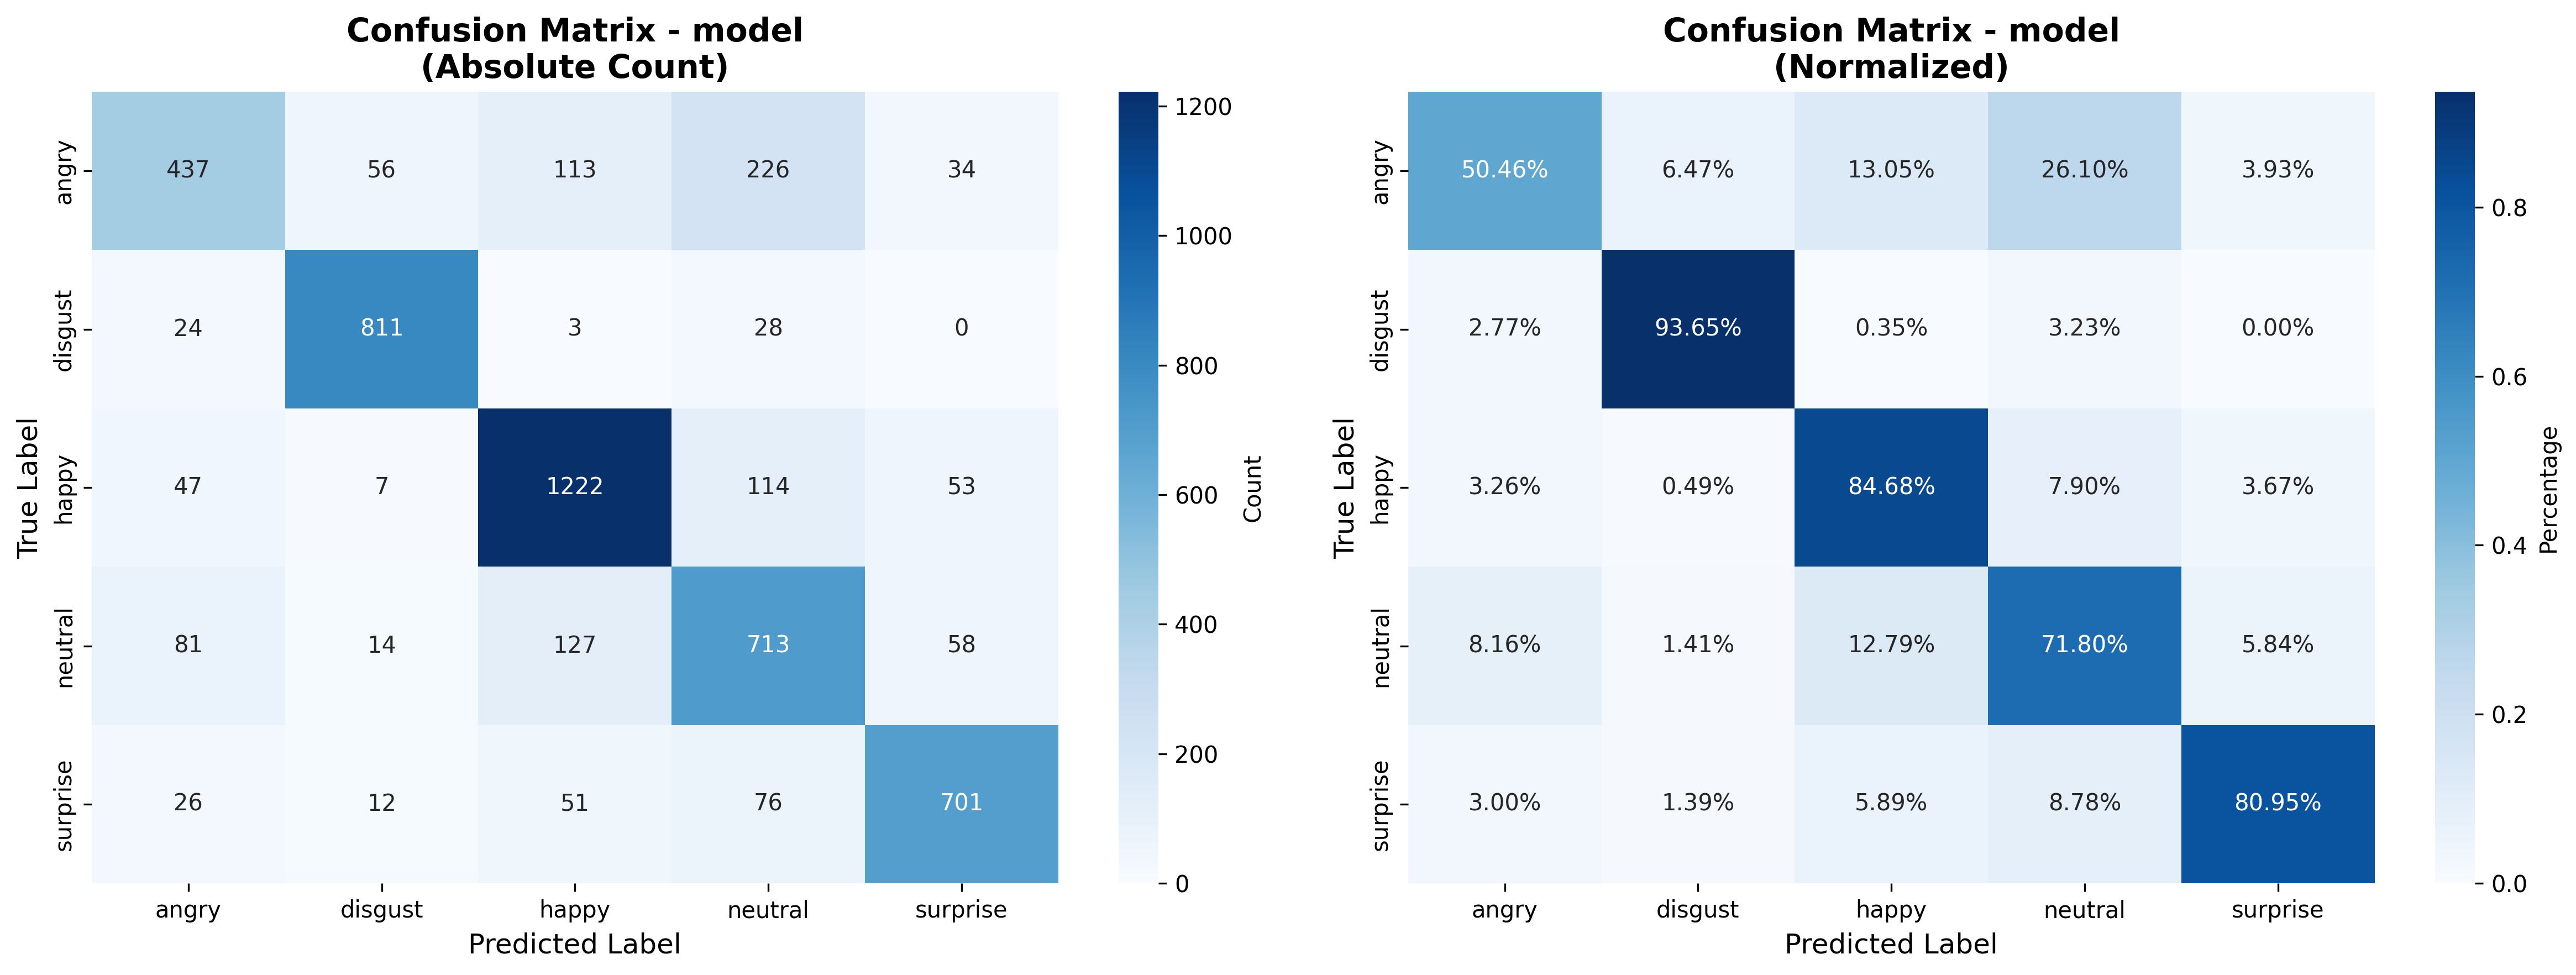 Confusion Matrix - model
(Absolute Count)
True Label
angry
437 56 113 226 34
disgust
24 811 3 28 0
happy
47 7 1222 114 53
neutral
81 14 127 713 58
surprise
26 12 51 76 701
angry disgust happy neutral surprise
Predicted Label
1200
1000
800
600
400
200
0
Count
Confusion Matrix - model
(Normalized)
True Label
angry
50.46% 6.47% 13.05% 26.10% 3.93%
disgust
2.77% 93.65% 0.35% 3.23% 0.00%
happy
3.26% 0.49% 84.68% 7.90% 3.67%
neutral
8.16% 1.41% 12.79% 71.80% 5.84%
surprise
3.00% 1.39% 5.89% 8.78% 80.95%
angry disgust happy neutral surprise
Predicted Label
0.8
0.6
0.4
0.2
0.0
Percentage